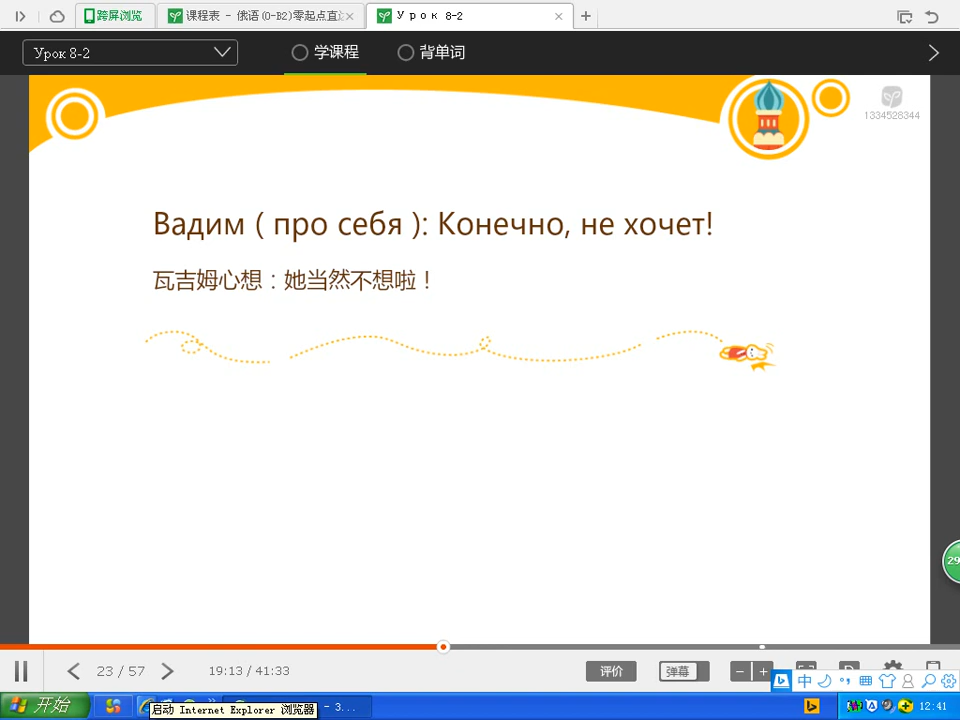 跨屏浏览
课程表 - 俄语(0-B2)零起点直
Урок 8-2
Урок 8-2
学课程
背单词
1334528344
Вадим ( про себя ): Конечно, не хочет!
瓦吉姆心想：她当然不想啦！
29
23 / 57
19:13 / 41:33
评价
弹幕
中
开始
- 3...
启动 Internet Explorer 浏览器
12:41